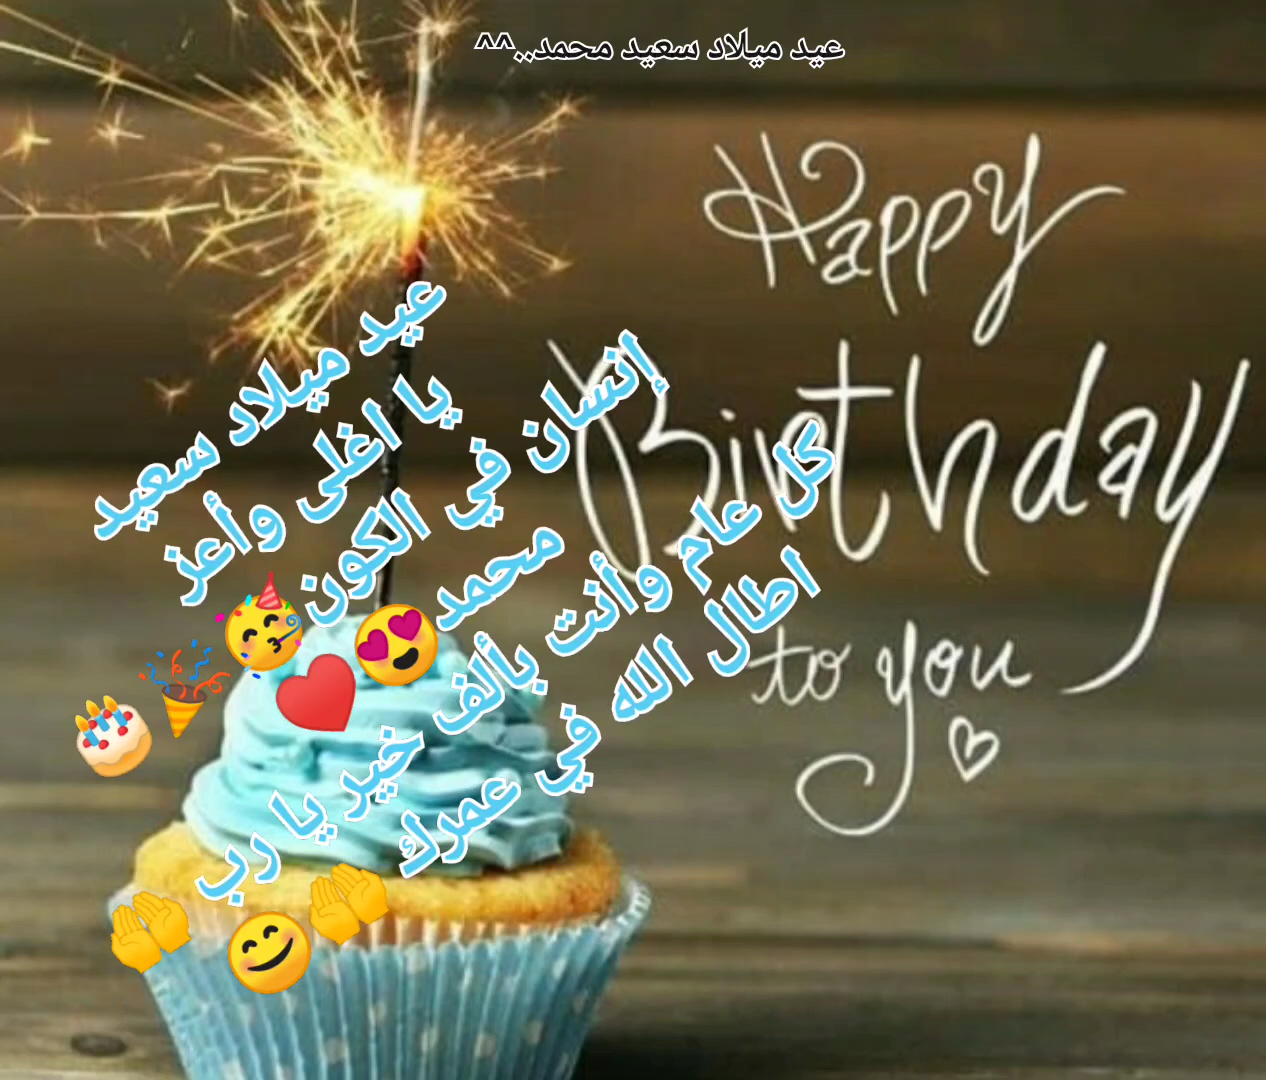 عيد ميلاد سعيد محمد..^^
Happy
Birthday
to you
عيد ميلاد سعيد
يا اغلى وأعز
إنسان في الكون
محمد😍❤️🥳🎉🎂
كل عام وأنت بألف خير يا رب
اطال الله في عمرك🤲😊🤲